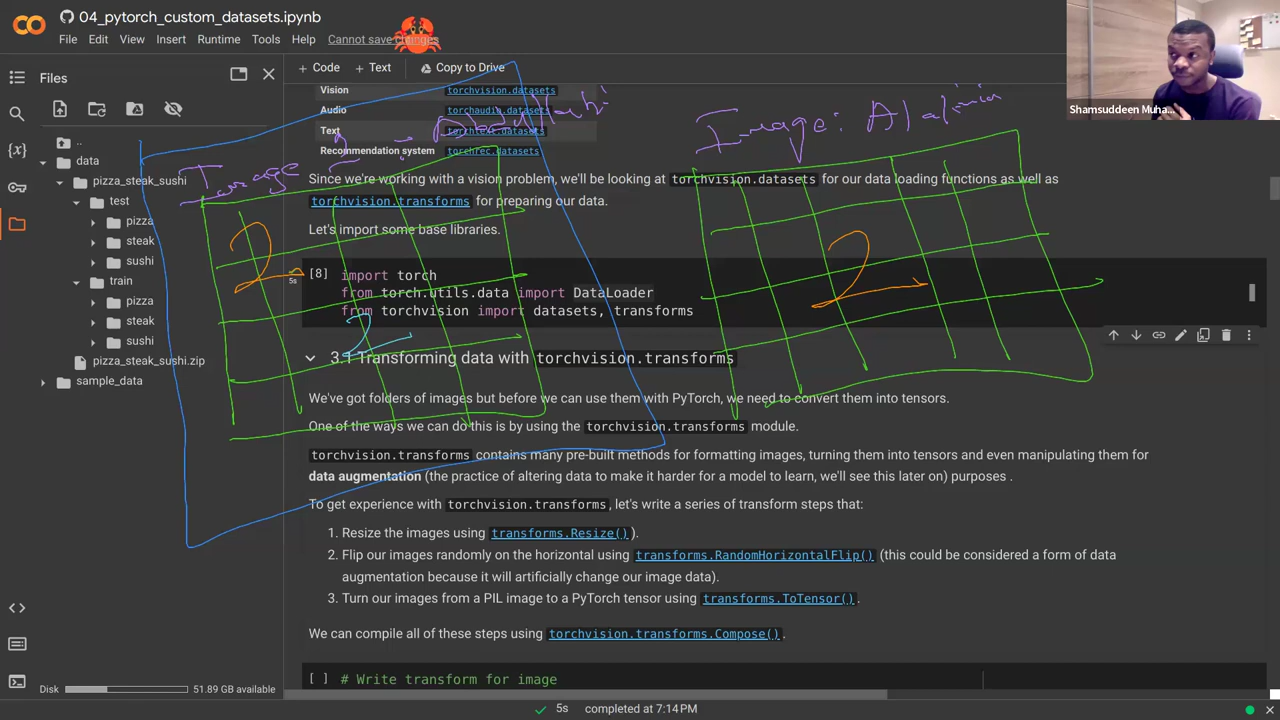 04_pytorch_custom_datasets.ipynb
File Edit View Insert Runtime Tools Help Cannot save changes
Files
+ Code + Text Copy to Drive
..
data
pizza_steak_sushi
test
pizza
steak
sushi
train
pizza
steak
sushi
pizza_steak_sushi.zip
sample_data
Disk 51.89 GB available
Vision torchvision.datasets
Audio torchaudio.datasets
Text torchtext.datasets
Recommendation system torchrec.datasets
Image
Image:
Shamsuddeen Muha...
Since we're working with a vision problem, we'll be looking at torchvision.datasets for our data loading functions as well as
torchvision.transforms for preparing our data.
Let's import some base libraries.
2
2
2
[8] import torch
5s
from torch.utils.data import DataLoader
from torchvision import datasets, transforms
3.1 Transforming data with torchvision.transforms
We've got folders of images but before we can use them with PyTorch, we need to convert them into tensors.
One of the ways we can do this is by using the torchvision.transforms module.
torchvision.transforms contains many pre-built methods for formatting images, turning them into tensors and even manipulating them for
data augmentation (the practice of altering data to make it harder for a model to learn, we'll see this later on) purposes .
To get experience with torchvision.transforms, let's write a series of transform steps that:
1. Resize the images using transforms.Resize()).
2. Flip our images randomly on the horizontal using transforms.RandomHorizontalFlip() (this could be considered a form of data
augmentation because it will artificially change our image data).
3. Turn our images from a PIL image to a PyTorch tensor using transforms.ToTensor().
We can compile all of these steps using torchvision.transforms.Compose().
[ ] # Write transform for image
5s completed at 7:14 PM